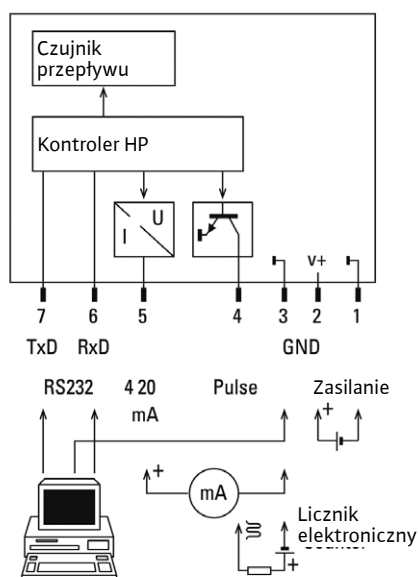 Czujnik
przepływu
Kontroler HP
U
I
V+
7 6 5 4 3 2 1
TxD RxD GND
RS232 4 20 Pulse Zasilanie
mA
+
+
mA
Licznik
elektroniczny
+